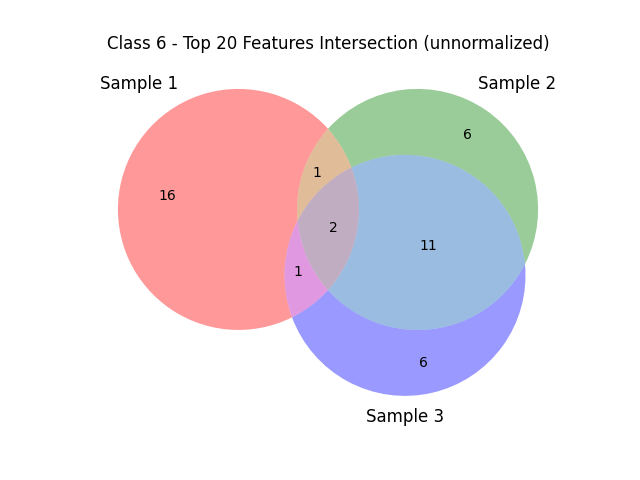 Class 6 - Top 20 Features Intersection (unnormalized)
Sample 1
Sample 2
6
1
16
2
11
1
6
Sample 3